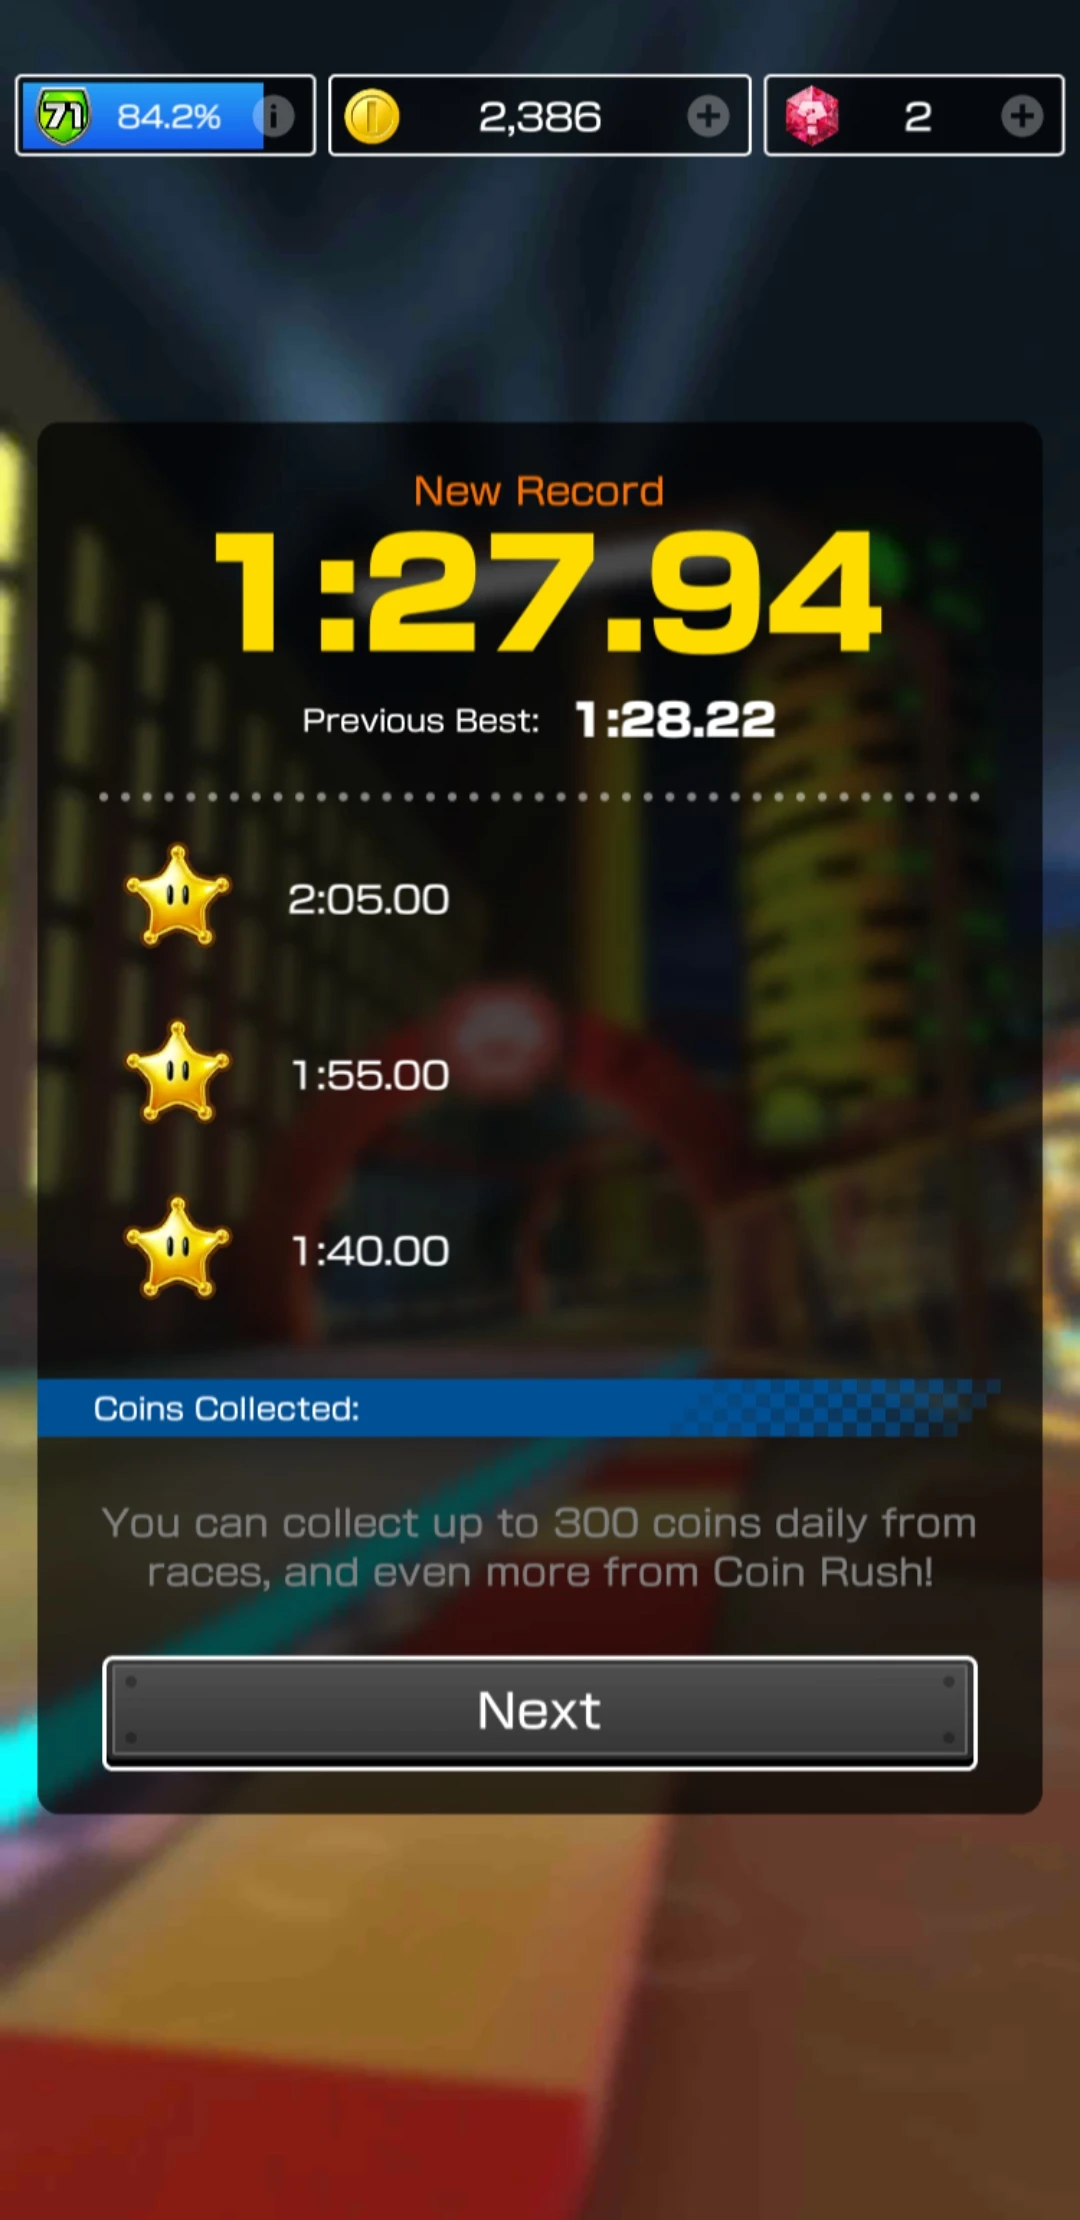 71 84.2% i 2,386 + ? 2 +
New Record
1:27.94
Previous Best: 1:28.22
2:05.00
1:55.00
1:40.00
Coins Collected:
You can collect up to 300 coins daily from
races, and even more from Coin Rush!
Next